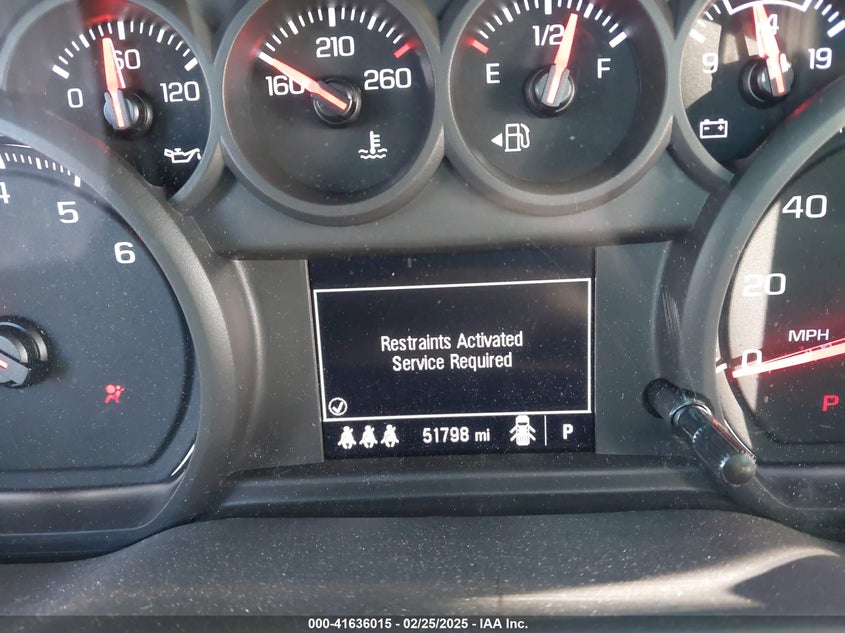 0 60 120
160 210 260
E 1/2 F
9 14 19
4 5 6
40
20
MPH
0
P
Restraints Activated
Service Required
51798 mi P
000-41636015 - 02/25/2025 - IAA Inc.